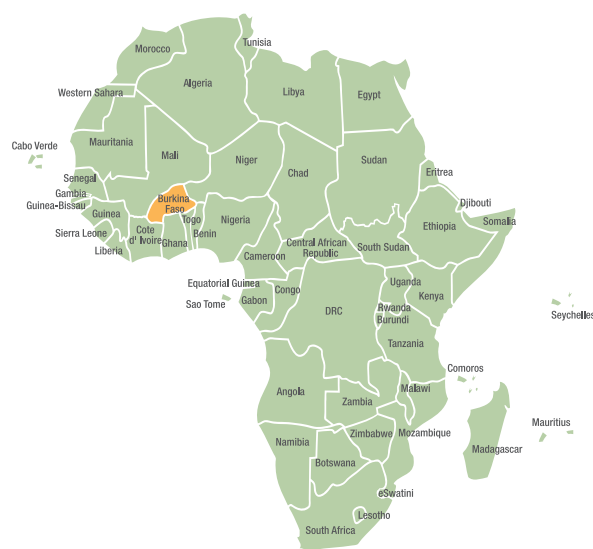 Tunisia
Morocco
Algeria
Libya
Egypt
Western Sahara
Mauritania
Cabo Verde
Mali
Niger
Chad
Sudan
Eritrea
Senegal
Gambia
Guinea-Bissau
Burkina
Faso
Djibouti
Guinea
Togo
Nigeria
Ethiopia
Somalia
Sierra Leone
Cote
d' Ivoire
Ghana
Benin
Liberia
Central African
Republic
South Sudan
Cameroon
Equatorial Guinea
Sao Tome
Gabon
Congo
DRC
Uganda
Kenya
Rwanda
Burundi
Seychelles
Tanzania
Comoros
Angola
Malawi
Zambia
Mauritius
Zimbabwe
Mozambique
Namibia
Madagascar
Botswana
eSwatini
Lesotho
South Africa